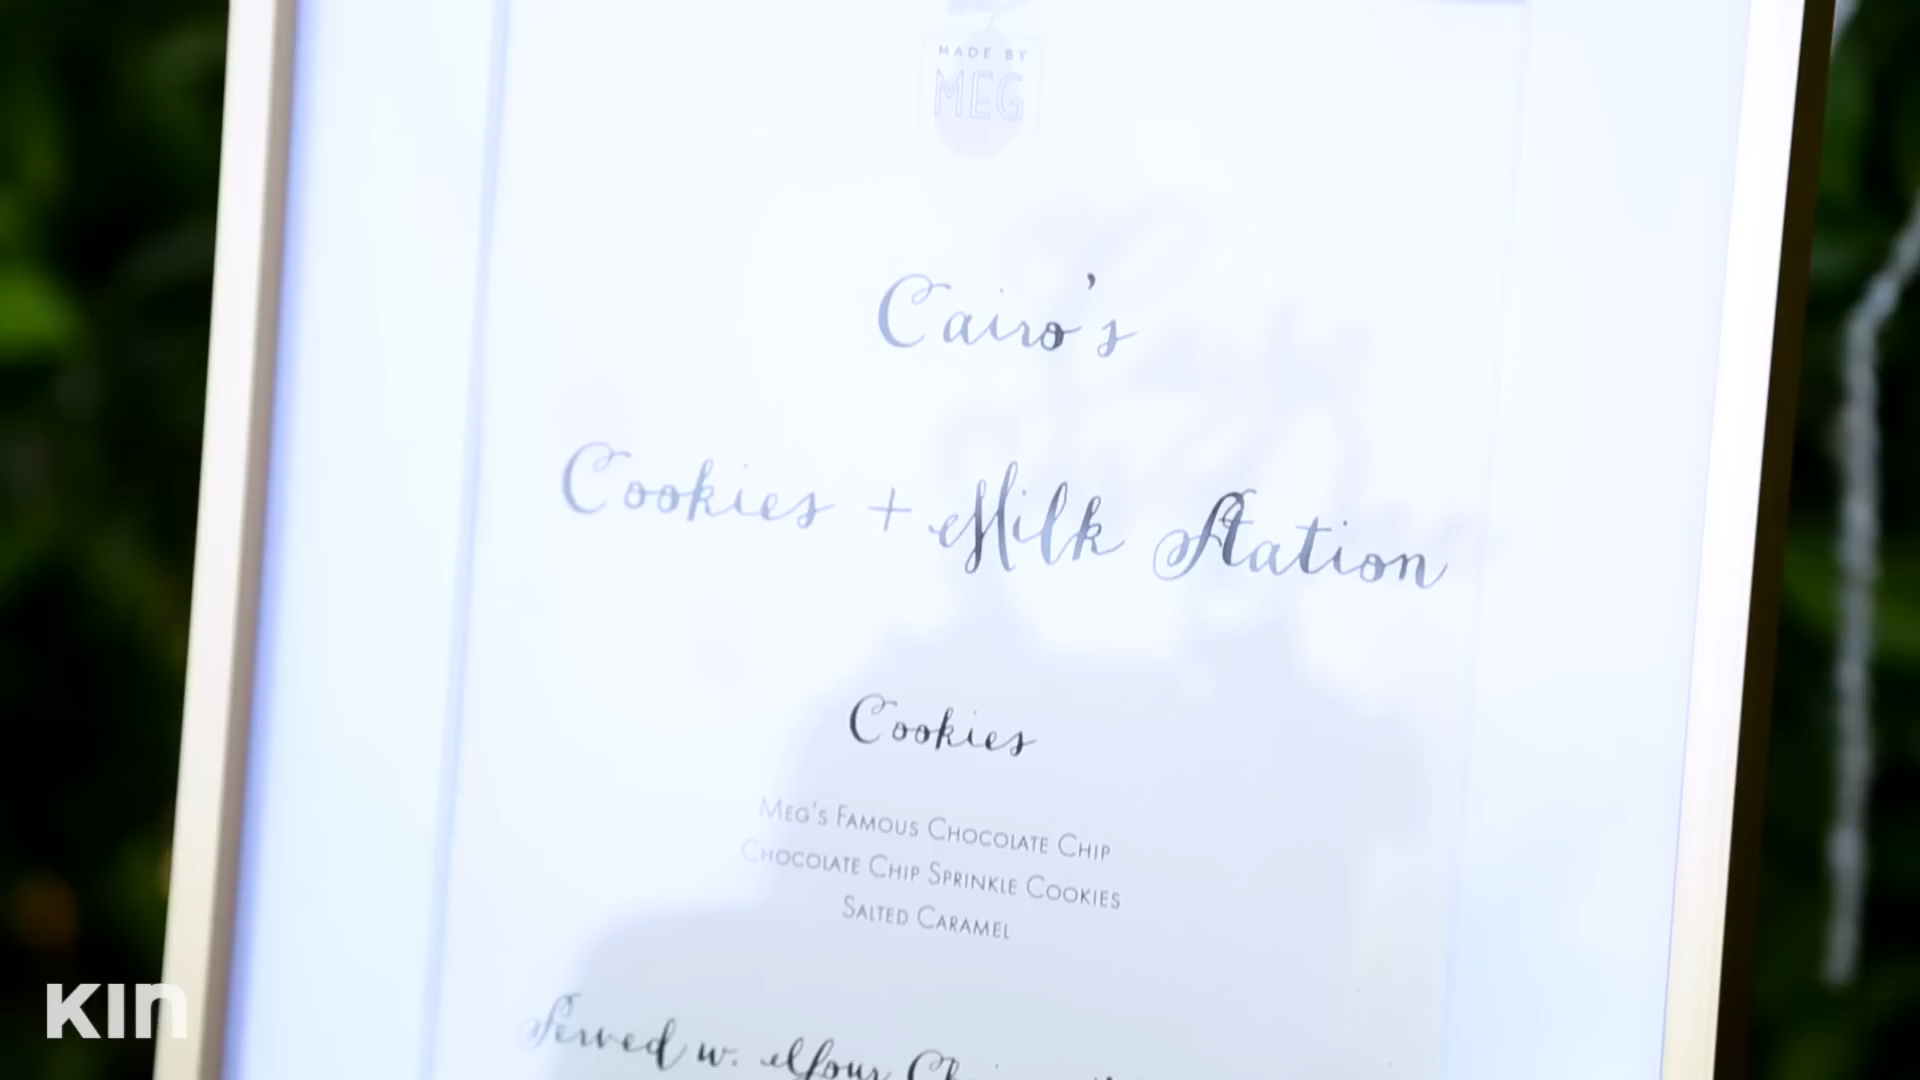 MADE BY
MEG
Cairo's
Cookies + Milk Station
Cookies
MEG'S FAMOUS CHOCOLATE CHIP
CHOCOLATE CHIP SPRINKLE COOKIES
SALTED CARAMEL
Served w. Your
KIn